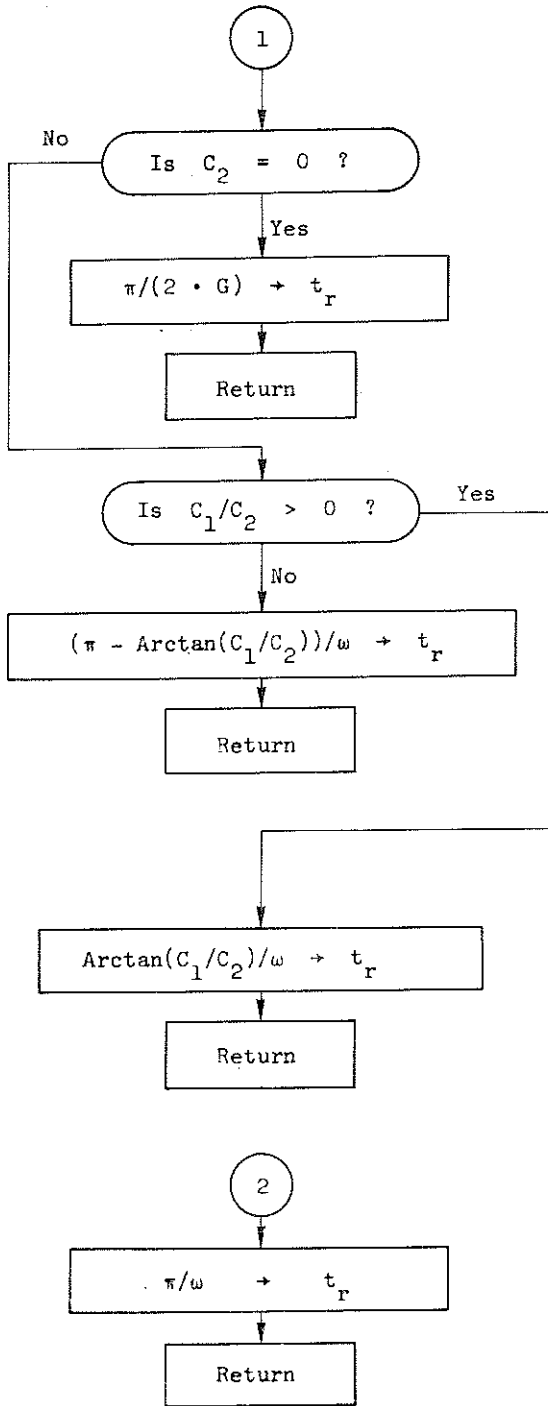 1
No
Is C₂ = 0 ?
Yes
π/(2 · G) → tᵣ
Return
Is C₁/C₂ > 0 ?
Yes
No
(π - Arctan(C₁/C₂))/ω → tᵣ
Return
Arctan(C₁/C₂)/ω → tᵣ
Return
2
π/ω → tᵣ
Return